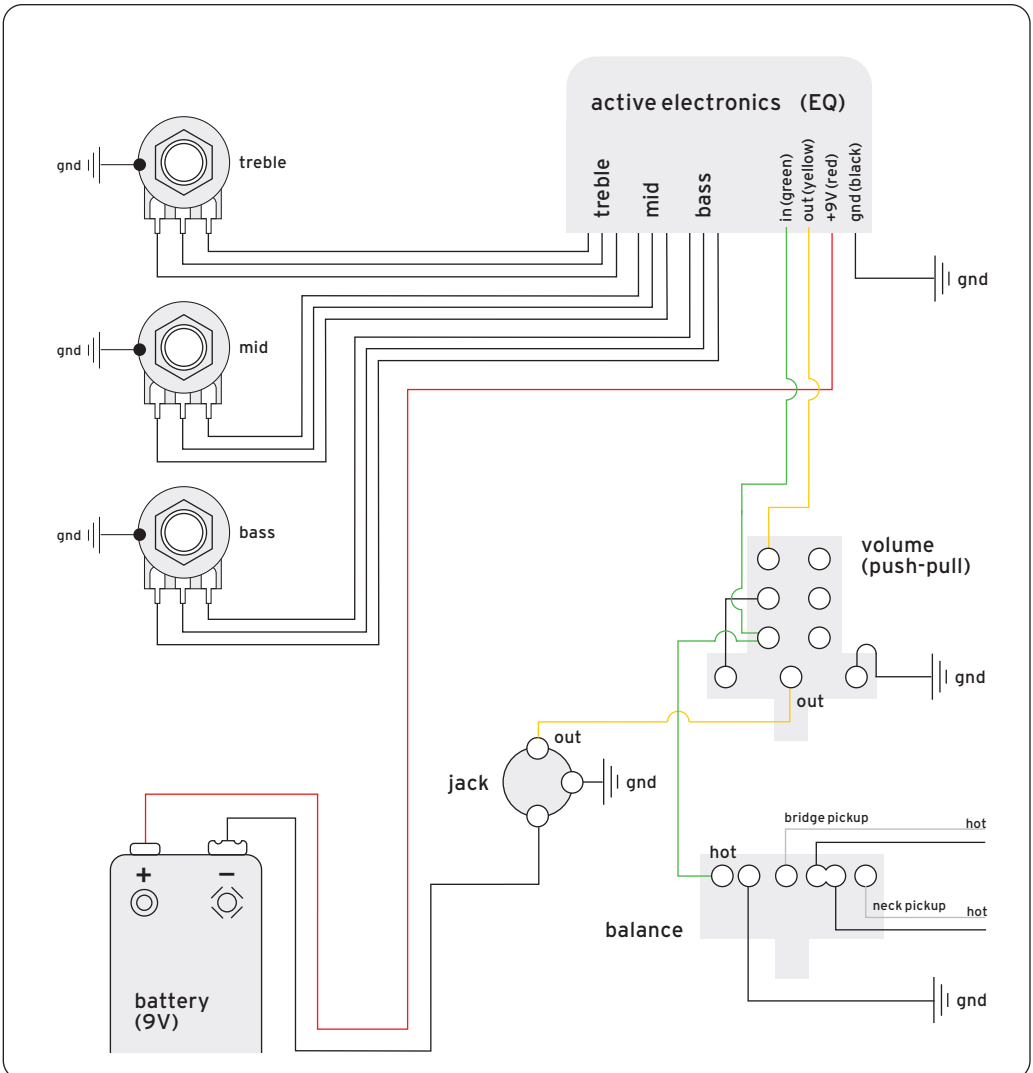 active electronics (EQ)
treble
mid
bass
in (green)
out (yellow)
+9V (red)
gnd (black)
gnd
treble
gnd
gnd
mid
gnd
bass
volume
(push-pull)
gnd
out
out
jack
gnd
bridge pickup
hot
hot
neck pickup
hot
balance
gnd
+
−
battery
(9V)